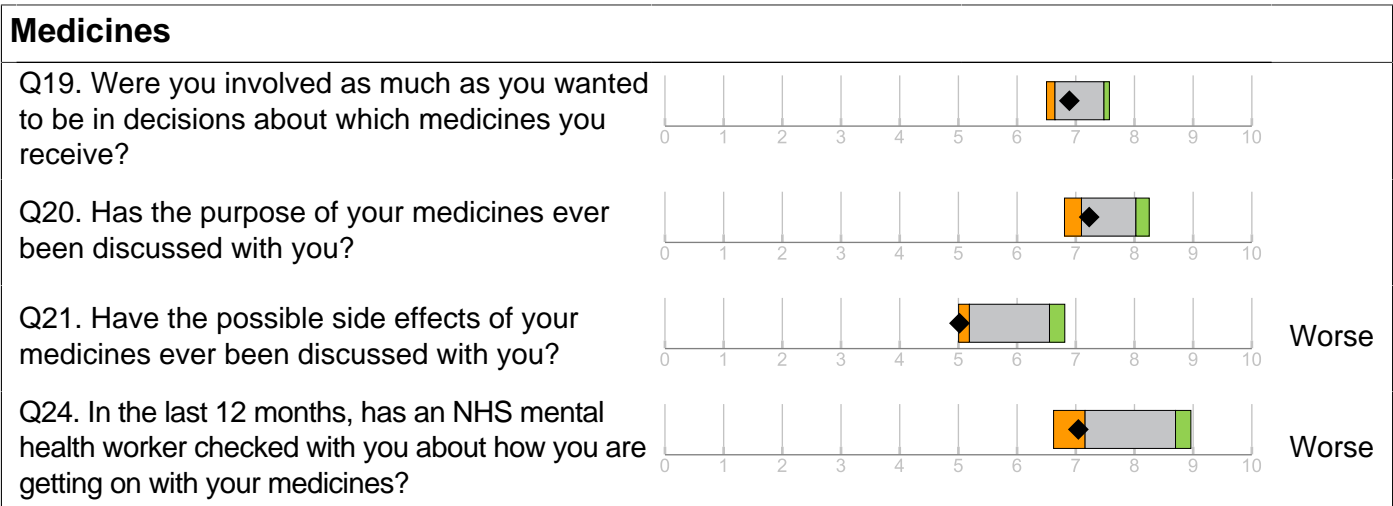 Medicines
Q19. Were you involved as much as you wanted
to be in decisions about which medicines you
receive?
0 1 2 3 4 5 6 7 8 9 10
Q20. Has the purpose of your medicines ever
been discussed with you?
0 1 2 3 4 5 6 7 8 9 10
Q21. Have the possible side effects of your
medicines ever been discussed with you?
0 1 2 3 4 5 6 7 8 9 10
Worse
Q24. In the last 12 months, has an NHS mental
health worker checked with you about how you are
getting on with your medicines?
0 1 2 3 4 5 6 7 8 9 10
Worse